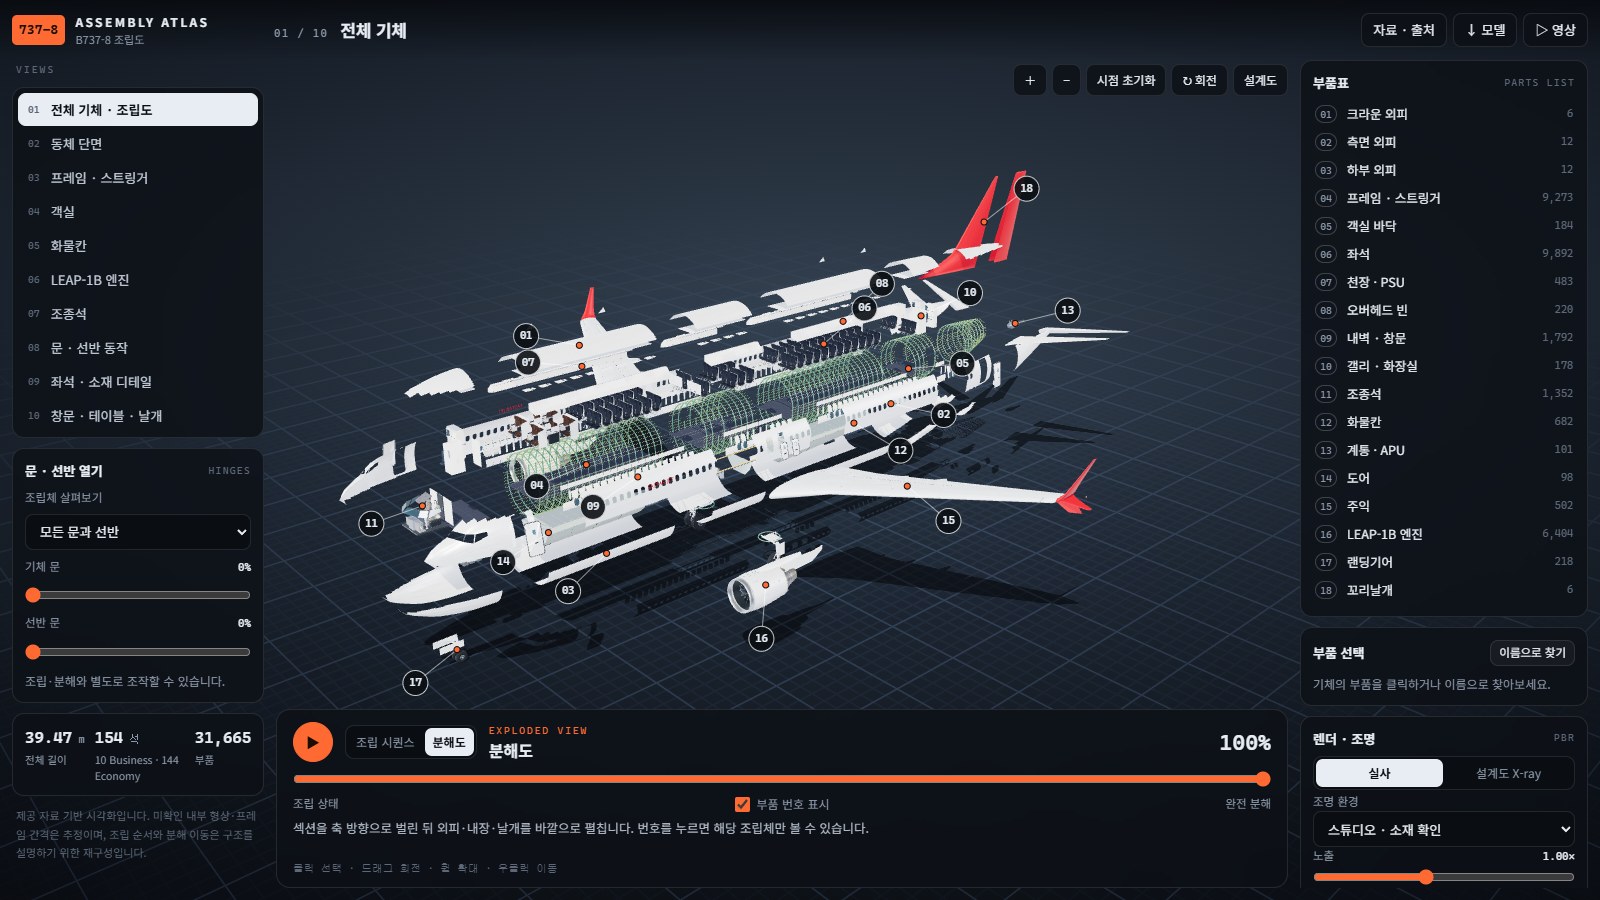 737-8
ASSEMBLY ATLAS
B737-8 조립도
01 / 10 전체 기체
자료 · 출처
↓ 모델
▷ 영상
VIEWS
01 전체 기체 · 조립도
02 동체 단면
03 프레임 · 스트링거
04 객실
05 화물칸
06 LEAP-1B 엔진
07 조종석
08 문 · 선반 동작
09 좌석 · 소재 디테일
10 창문 · 테이블 · 날개
문 · 선반 열기 HINGES
조립체 살펴보기
모든 문과 선반
기체 문 0%
선반 문 0%
조립·분해와 별도로 조작할 수 있습니다.
39.47 m 154 석 31,665
전체 길이 10 Business · 144 Economy 부품
제공 자료 기반 시각화입니다. 미확인 내부 형상·프레
임 간격은 추정이며, 조립 순서와 분해 이동은 구조를
설명하기 위한 재구성입니다.
+
−
시점 초기화
↻ 회전
설계도
18
08
10
06
13
01
07
05
02
12
04
09
11
15
14
03
16
17
조립 시퀀스
분해도
EXPLODED VIEW
분해도
100%
조립 상태
부품 번호 표시
완전 분해
섹션을 축 방향으로 벌린 뒤 외피·내장·날개를 바깥으로 펼칩니다. 번호를 누르면 해당 조립체만 볼 수 있습니다.
클릭 선택 · 드래그 회전 · 휠 확대 · 우클릭 이동
부품표 PARTS LIST
01 크라운 외피 6
02 측면 외피 12
03 하부 외피 12
04 프레임 · 스트링거 9,273
05 객실 바닥 184
06 좌석 9,892
07 천장 · PSU 483
08 오버헤드 빈 220
09 내벽 · 창문 1,792
10 갤리 · 화장실 178
11 조종석 1,352
12 화물칸 682
13 계통 · APU 101
14 도어 98
15 주익 502
16 LEAP-1B 엔진 6,404
17 랜딩기어 218
18 꼬리날개 6
부품 선택 이름으로 찾기
기체의 부품을 클릭하거나 이름으로 찾아보세요.
렌더 · 조명 PBR
실사 설계도 X-ray
조명 환경
스튜디오 · 소재 확인
노출 1.00×